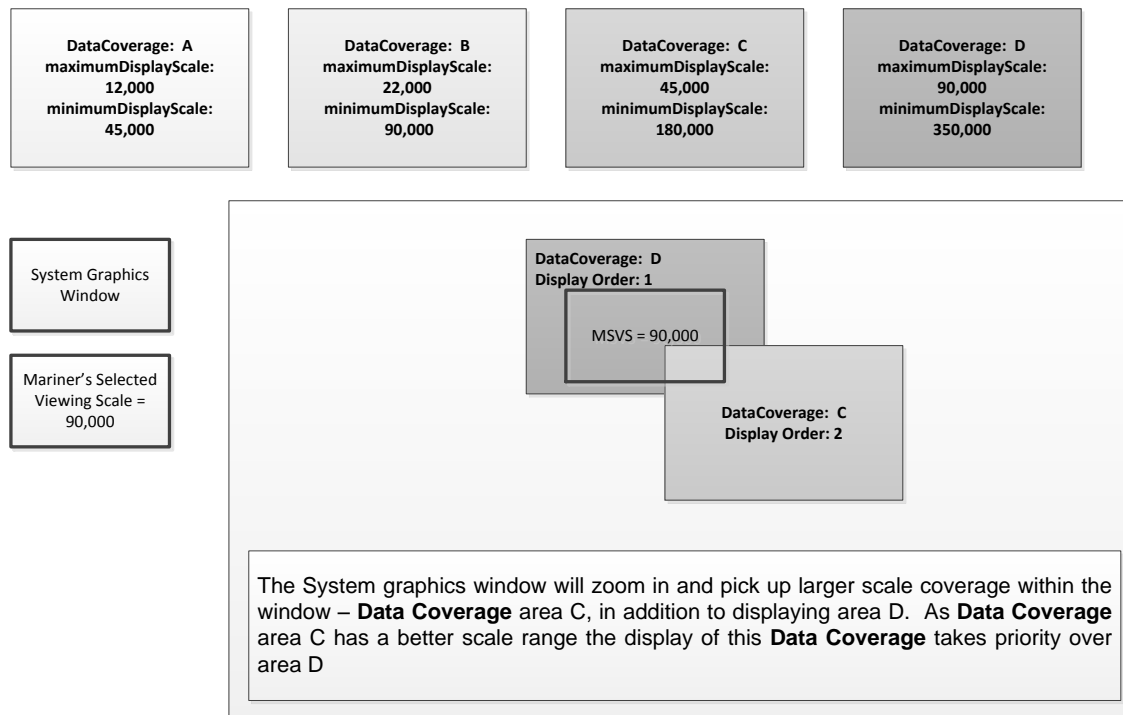 DataCoverage: A
maximumDisplayScale:
12,000
minimumDisplayScale:
45,000
DataCoverage: B
maximumDisplayScale:
22,000
minimumDisplayScale:
90,000
DataCoverage: C
maximumDisplayScale:
45,000
minimumDisplayScale:
180,000
DataCoverage: D
maximumDisplayScale:
90,000
minimumDisplayScale:
350,000
System Graphics
Window
Mariner's Selected
Viewing Scale =
90,000
DataCoverage: D
Display Order: 1
MSVS = 90,000
DataCoverage: C
Display Order: 2
The System graphics window will zoom in and pick up larger scale coverage within the
window – Data Coverage area C, in addition to displaying area D. As Data Coverage
area C has a better scale range the display of this Data Coverage takes priority over
area D